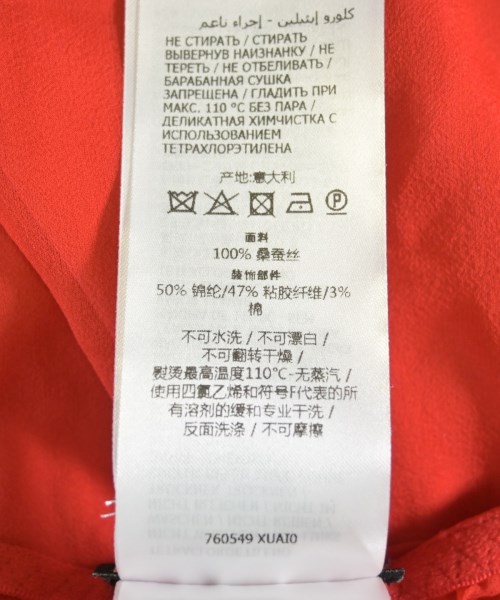 كلورو إيثيلين - إجراء ناعم
НЕ СТИРАТЬ / СТИРАТЬ
ВЫВЕРНУВ НАИЗНАНКУ / НЕ
ТЕРЕТЬ / НЕ ОТБЕЛИВАТЬ /
БАРАБАННАЯ СУШКА
ЗАПРЕЩЕНА / ГЛАДИТЬ ПРИ
МАКС. 110 °C БЕЗ ПАРА /
ДЕЛИКАТНАЯ ХИМЧИСТКА С
ИСПОЛЬЗОВАНИЕМ
ТЕТРАХЛОРЭТИЛЕНА
产地:意大利
P
面料
100% 桑蚕丝
装饰部件
50% 锦纶/47% 粘胶纤维/3%
棉
不可水洗 / 不可漂白 /
不可翻转干燥 /
熨烫最高温度110°C-无蒸汽 /
使用四氯乙烯和符号F代表的所
有溶剂的缓和专业干洗 /
反面洗涤 / 不可摩擦
760549 XUAI0